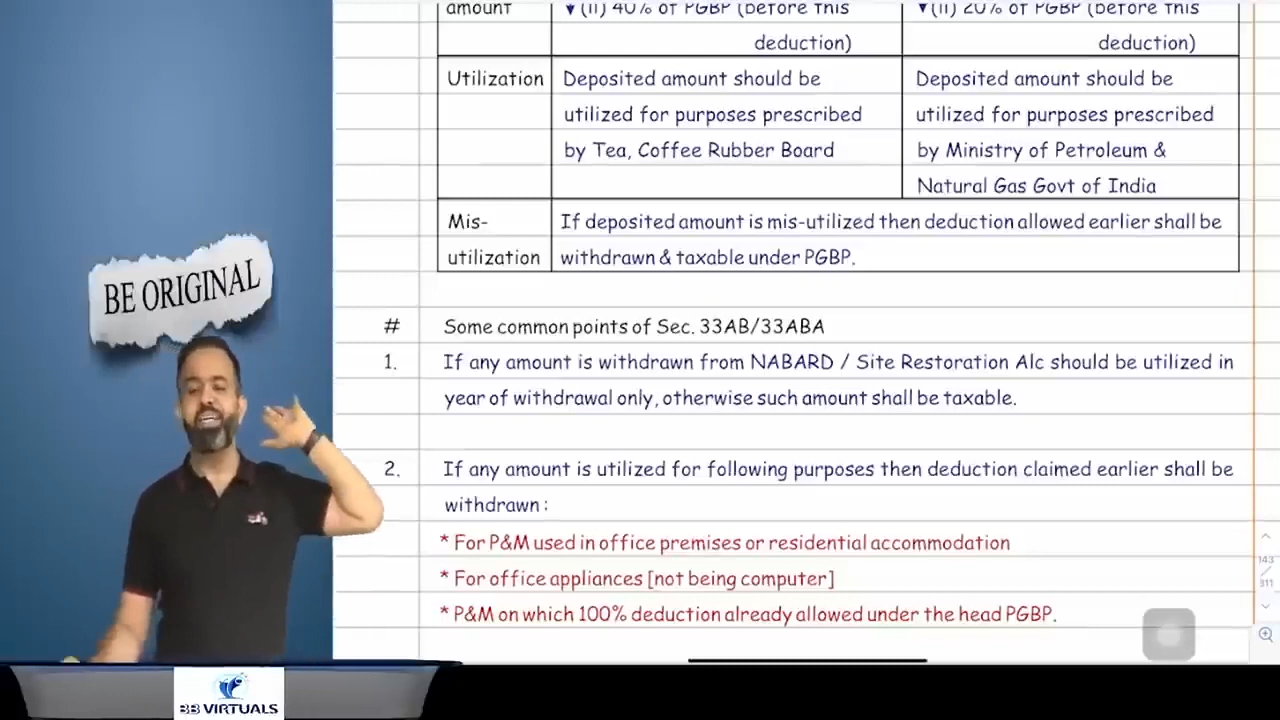 amount
(ii) 40% of PGBP (before this
deduction)
(ii) 20% of PGBP (before this
deduction)
Utilization
Deposited amount should be
utilized for purposes prescribed
by Tea, Coffee Rubber Board
Deposited amount should be
utilized for purposes prescribed
by Ministry of Petroleum &
Natural Gas Govt of India
Mis-
utilization
If deposited amount is mis-utilized then deduction allowed earlier shall be
withdrawn & taxable under PGBP.
# Some common points of Sec. 33AB/33ABA
1. If any amount is withdrawn from NABARD / Site Restoration Alc should be utilized in
year of withdrawal only, otherwise such amount shall be taxable.
2. If any amount is utilized for following purposes then deduction claimed earlier shall be
withdrawn :
* For P&M used in office premises or residential accommodation
* For office appliances [not being computer]
* P&M on which 100% deduction already allowed under the head PGBP.
143
/
311
BE ORIGINAL
BB VIRTUALS